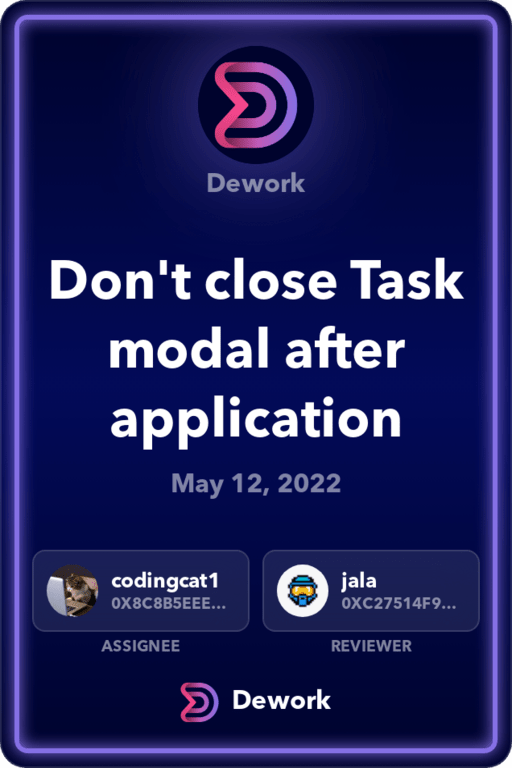 Dework
Don't close Task
modal after
application
May 12, 2022
codingcat1
0X8C8B5EEE...
ASSIGNEE
jala
0XC27514F9...
REVIEWER
Dework